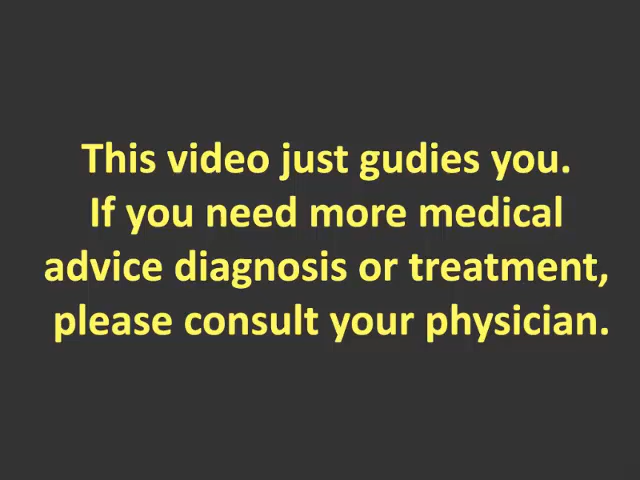 This video just gudies you.
If you need more medical
advice diagnosis or treatment,
please consult your physician.